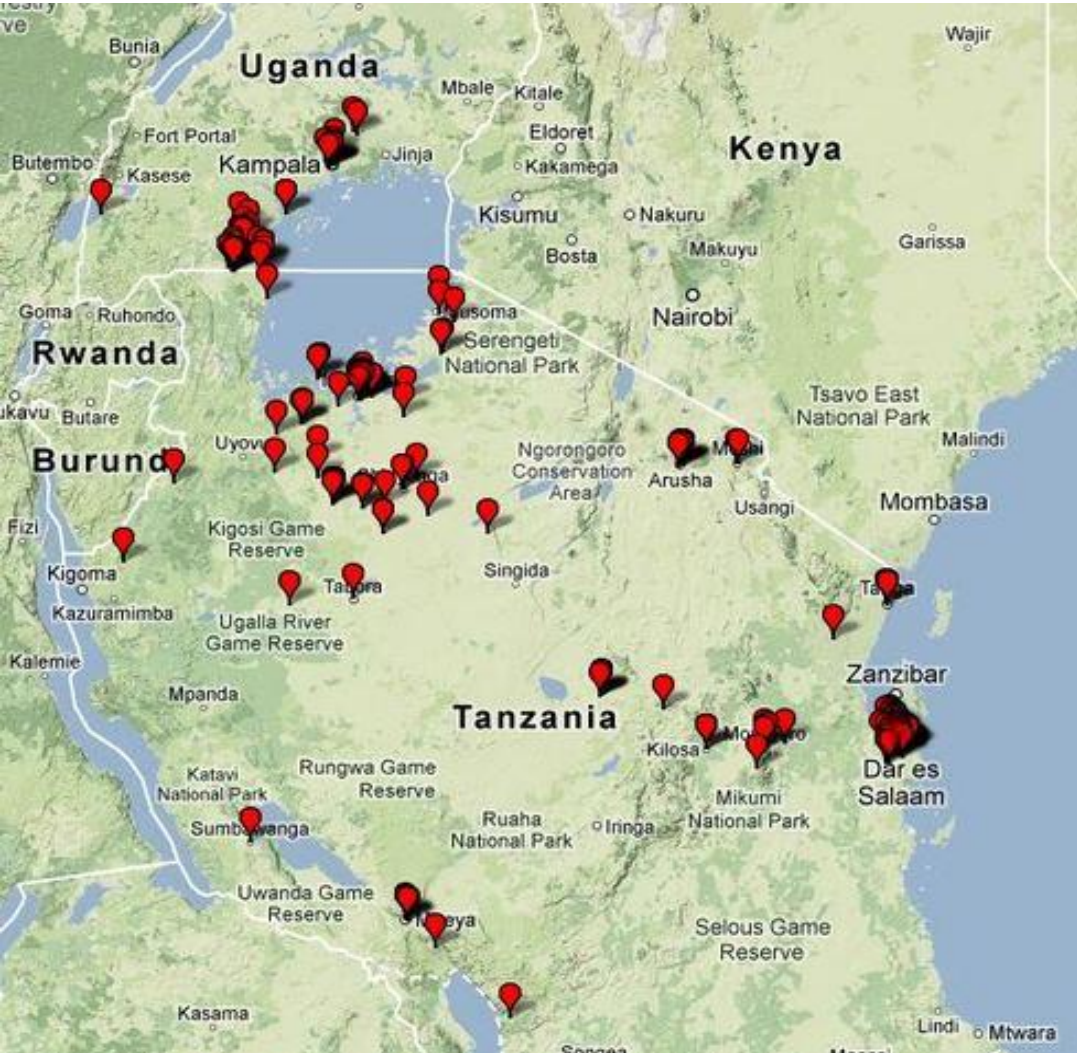 Wajir
Bunia
Uganda
Mbale
Kitale
Fort Portal
Eldoret
Kenya
Butembo
Kasese
Kampala
Jinja
Kakamega
Kisumu
Nakuru
Bosta
Makuyu
Garissa
Goma
Ruhondo
Nairobi
Rwanda
Serengeti
National Park
Butare
Tsavo East
National Park
Malindi
Ngorongoro
Conservation
Area
Arusha
Usangi
Mombasa
Fizi
Kigosi Game
Reserve
Kigoma
Singida
Kazuramimba
Ugalla River
Game Reserve
Kalemie
Zanzibar
Mpanda
Tanzania
Kilosa
Dar es
Salaam
Katavi
National Park
Rungwa Game
Reserve
Mikumi
National Park
Ruaha
National Park
Iringa
Uwanda Game
Reserve
Selous Game
Reserve
Kasama
Lindi
Mtwara